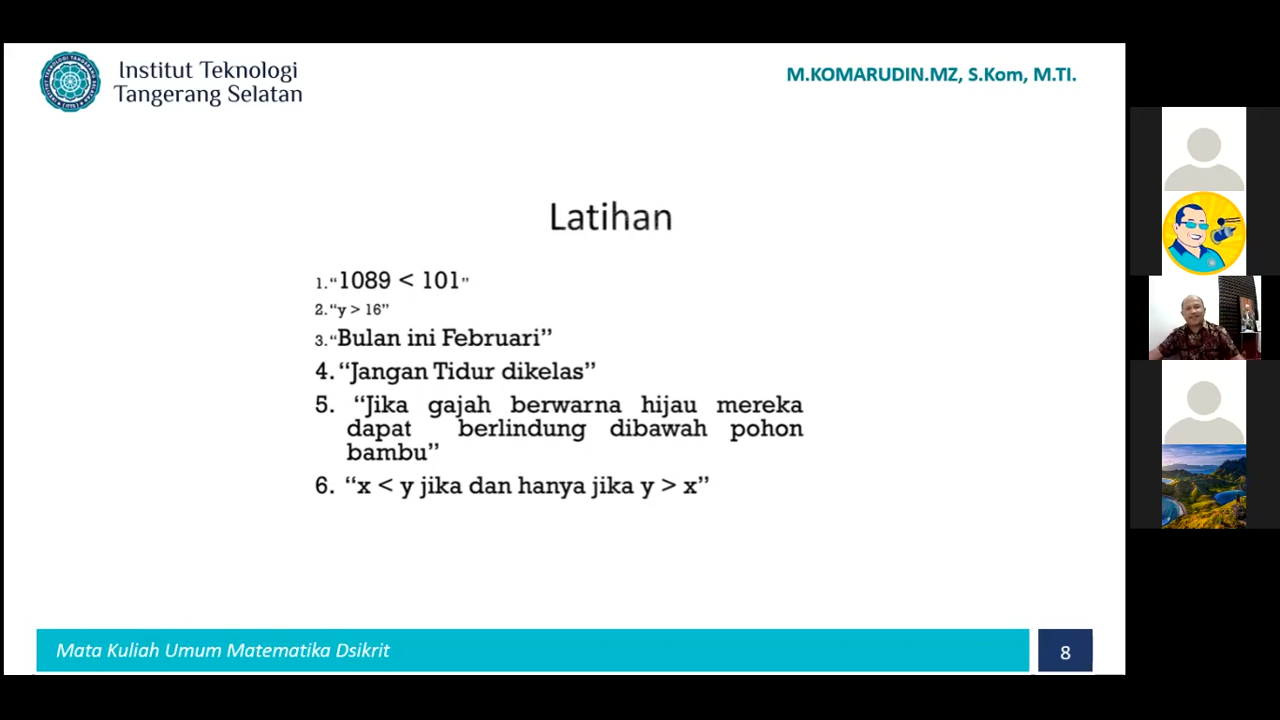 Institut Teknologi
Tangerang Selatan
M.KOMARUDIN.MZ, S.Kom, M.TI.
Latihan
1. “1089 < 101”
2. “y > 16”
3. “Bulan ini Februari”
4. “Jangan Tidur dikelas”
5. “Jika gajah berwarna hijau mereka
dapat berlindung dibawah pohon
bambu”
6. “x < y jika dan hanya jika y > x”
Mata Kuliah Umum Matematika Dsikrit
8